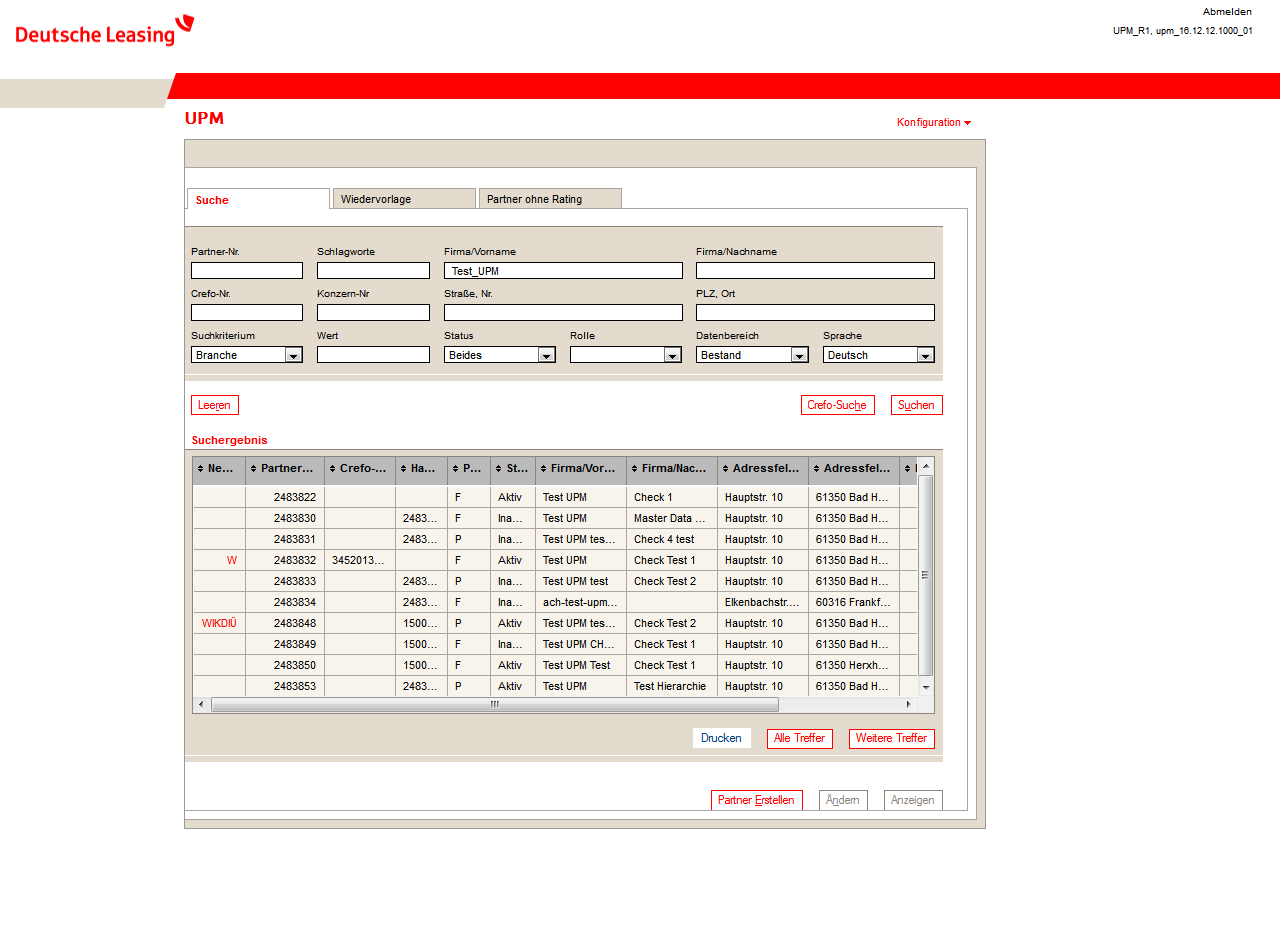 Deutsche Leasing
Abmelden
UPM_R1, upm_16.12.12.1000_01
UPM
Konfiguration
Suche Wiedervorlage Partner ohne Rating
Partner-Nr. Schlagworte Firma/Vorname Firma/Nachname
Test_UPM
Crefo-Nr. Konzern-Nr Straße, Nr. PLZ, Ort
Suchkriterium Wert Status Rolle Datenbereich Sprache
Branche Beides Bestand Deutsch
Leeren Crefo-Suche Suchen
Suchergebnis
Ne... Partner... Crefo-... Ha... P... St... Firma/Vor... Firma/Nac... Adressfel... Adressfel...
2483822 F Aktiv Test UPM Check 1 Hauptstr. 10 61350 Bad H...
2483830 2483... F Ina... Test UPM Master Data ... Hauptstr. 10 61350 Bad H...
2483831 2483... P Ina... Test UPM tes... Check 4 test Hauptstr. 10 61350 Bad H...
W 2483832 3452013... F Aktiv Test UPM Check Test 1 Hauptstr. 10 61350 Bad H...
2483833 2483... P Ina... Test UPM test Check Test 2 Hauptstr. 10 61350 Bad H...
2483834 2483... F Ina... ach-test-upm... Elkenbachstr.... 60316 Frankf...
WIKDIÜ 2483848 1500... P Aktiv Test UPM tes... Check Test 2 Hauptstr. 10 61350 Bad H...
2483849 1500... F Ina... Test UPM CH... Check Test 1 Hauptstr. 10 61350 Bad H...
2483850 1500... F Aktiv Test UPM Test Check Test 1 Hauptstr. 10 61350 Herxh...
2483853 2483... P Aktiv Test UPM Test Hierarchie Hauptstr. 10 61350 Bad H...
Drucken Alle Treffer Weitere Treffer
Partner Erstellen Ändern Anzeigen